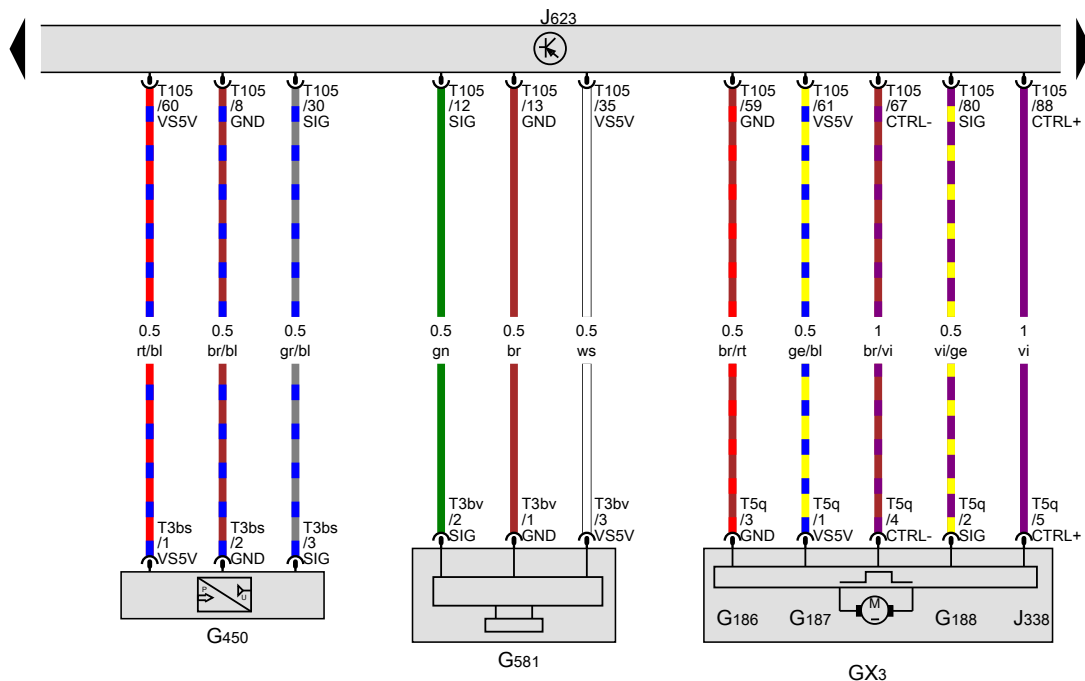 J623
T105
/60
VS5V
T105
/8
GND
T105
/30
SIG
T105
/12
SIG
T105
/13
GND
T105
/35
VS5V
T105
/59
GND
T105
/61
VS5V
T105
/67
CTRL-
T105
/80
SIG
T105
/88
CTRL+
0.5
rt/bl
0.5
br/bl
0.5
gr/bl
0.5
gn
0.5
br
0.5
ws
0.5
br/rt
0.5
ge/bl
1
br/vi
0.5
vi/ge
1
vi
T3bs
/1
VS5V
T3bs
/2
GND
T3bs
/3
SIG
T3bv
/2
SIG
T3bv
/1
GND
T3bv
/3
VS5V
T5q
/3
GND
T5q
/1
VS5V
T5q
/4
CTRL-
T5q
/2
SIG
T5q
/5
CTRL+
P
U
G450
G581
M
G186
G187
G188
J338
GX3